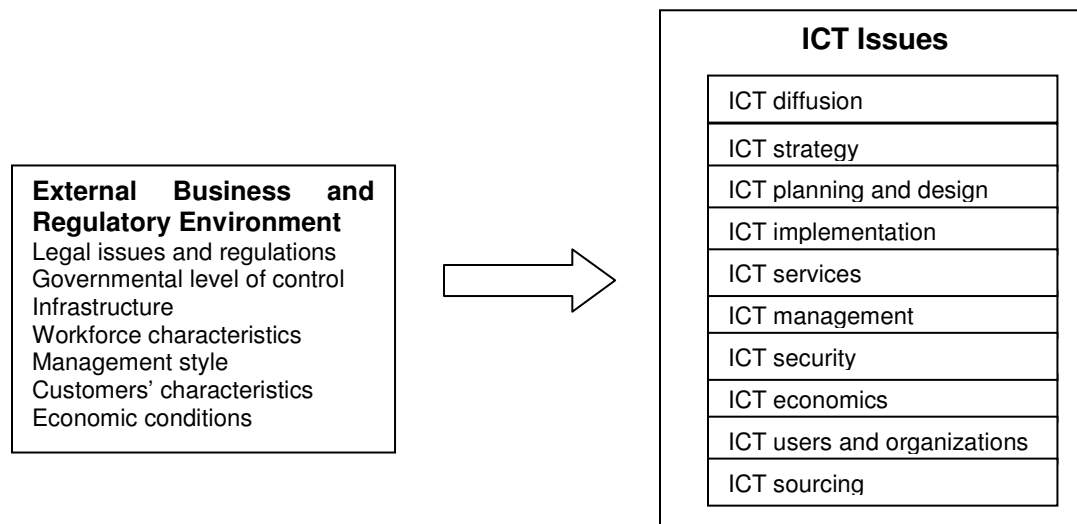 External Business and
Regulatory Environment
Legal issues and regulations
Governmental level of control
Infrastructure
Workforce characteristics
Management style
Customers’ characteristics
Economic conditions
ICT Issues
ICT diffusion
ICT strategy
ICT planning and design
ICT implementation
ICT services
ICT management
ICT security
ICT economics
ICT users and organizations
ICT sourcing